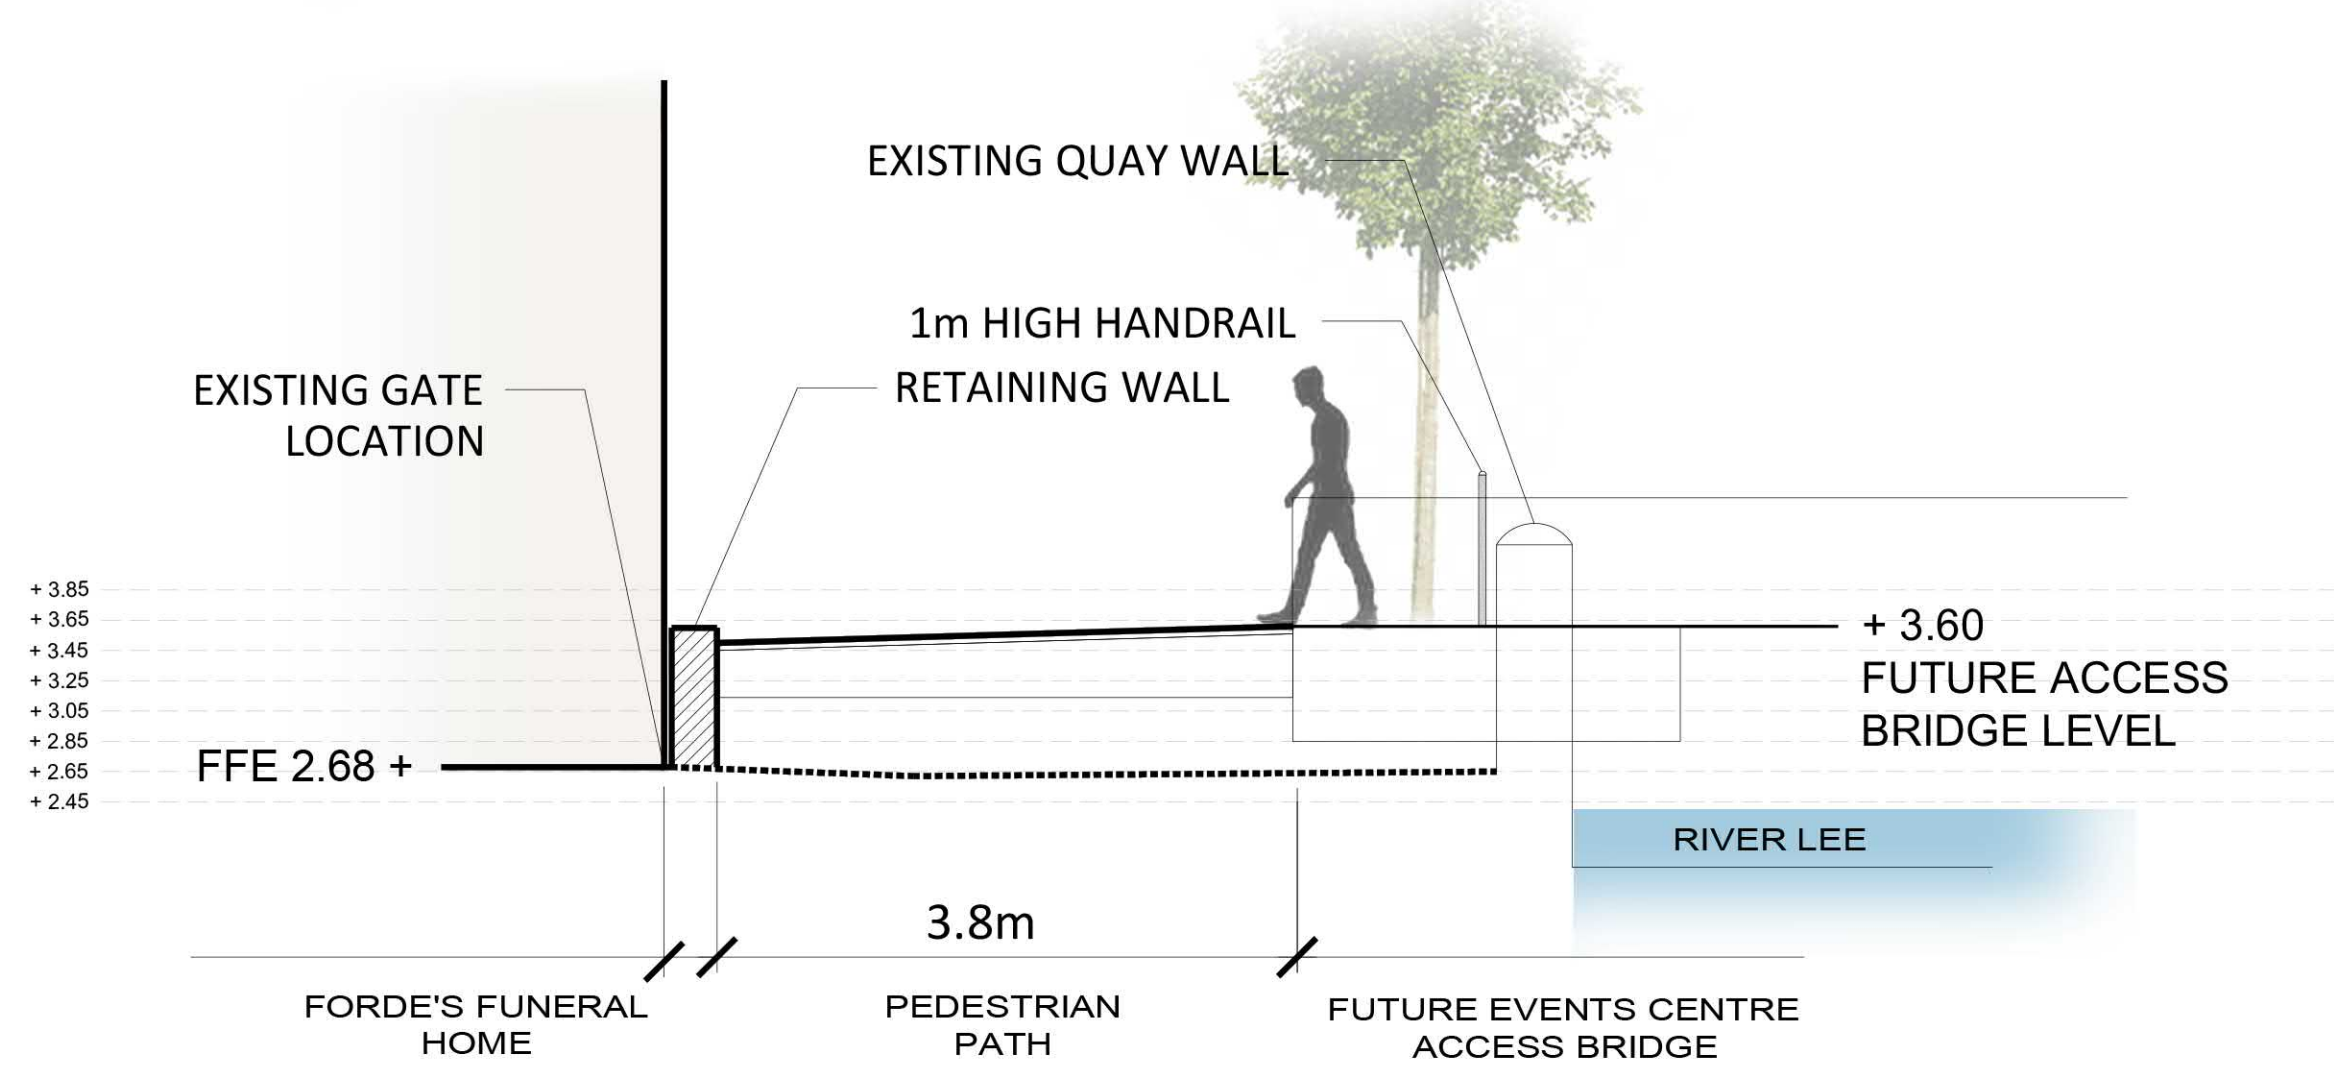 EXISTING QUAY WALL
1m HIGH HANDRAIL
EXISTING GATE
LOCATION
RETAINING WALL
+ 3.85
+ 3.65
+ 3.45
+ 3.25
+ 3.05
+ 2.85
+ 2.65
+ 2.45
FFE 2.68 +
+ 3.60
FUTURE ACCESS
BRIDGE LEVEL
RIVER LEE
3.8m
FORDE'S FUNERAL
HOME
PEDESTRIAN
PATH
FUTURE EVENTS CENTRE
ACCESS BRIDGE